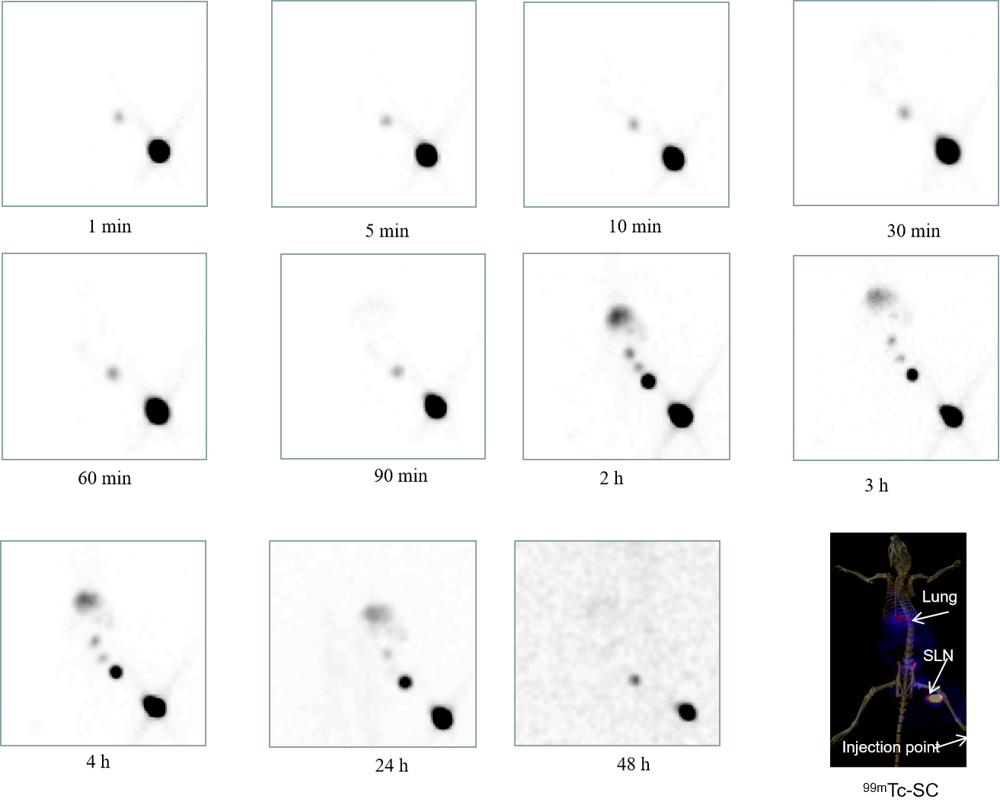 1 min
5 min
10 min
30 min
60 min
90 min
2 h
3 h
4 h
24 h
48 h
Lung
SLN
Injection point
99mTc-SC